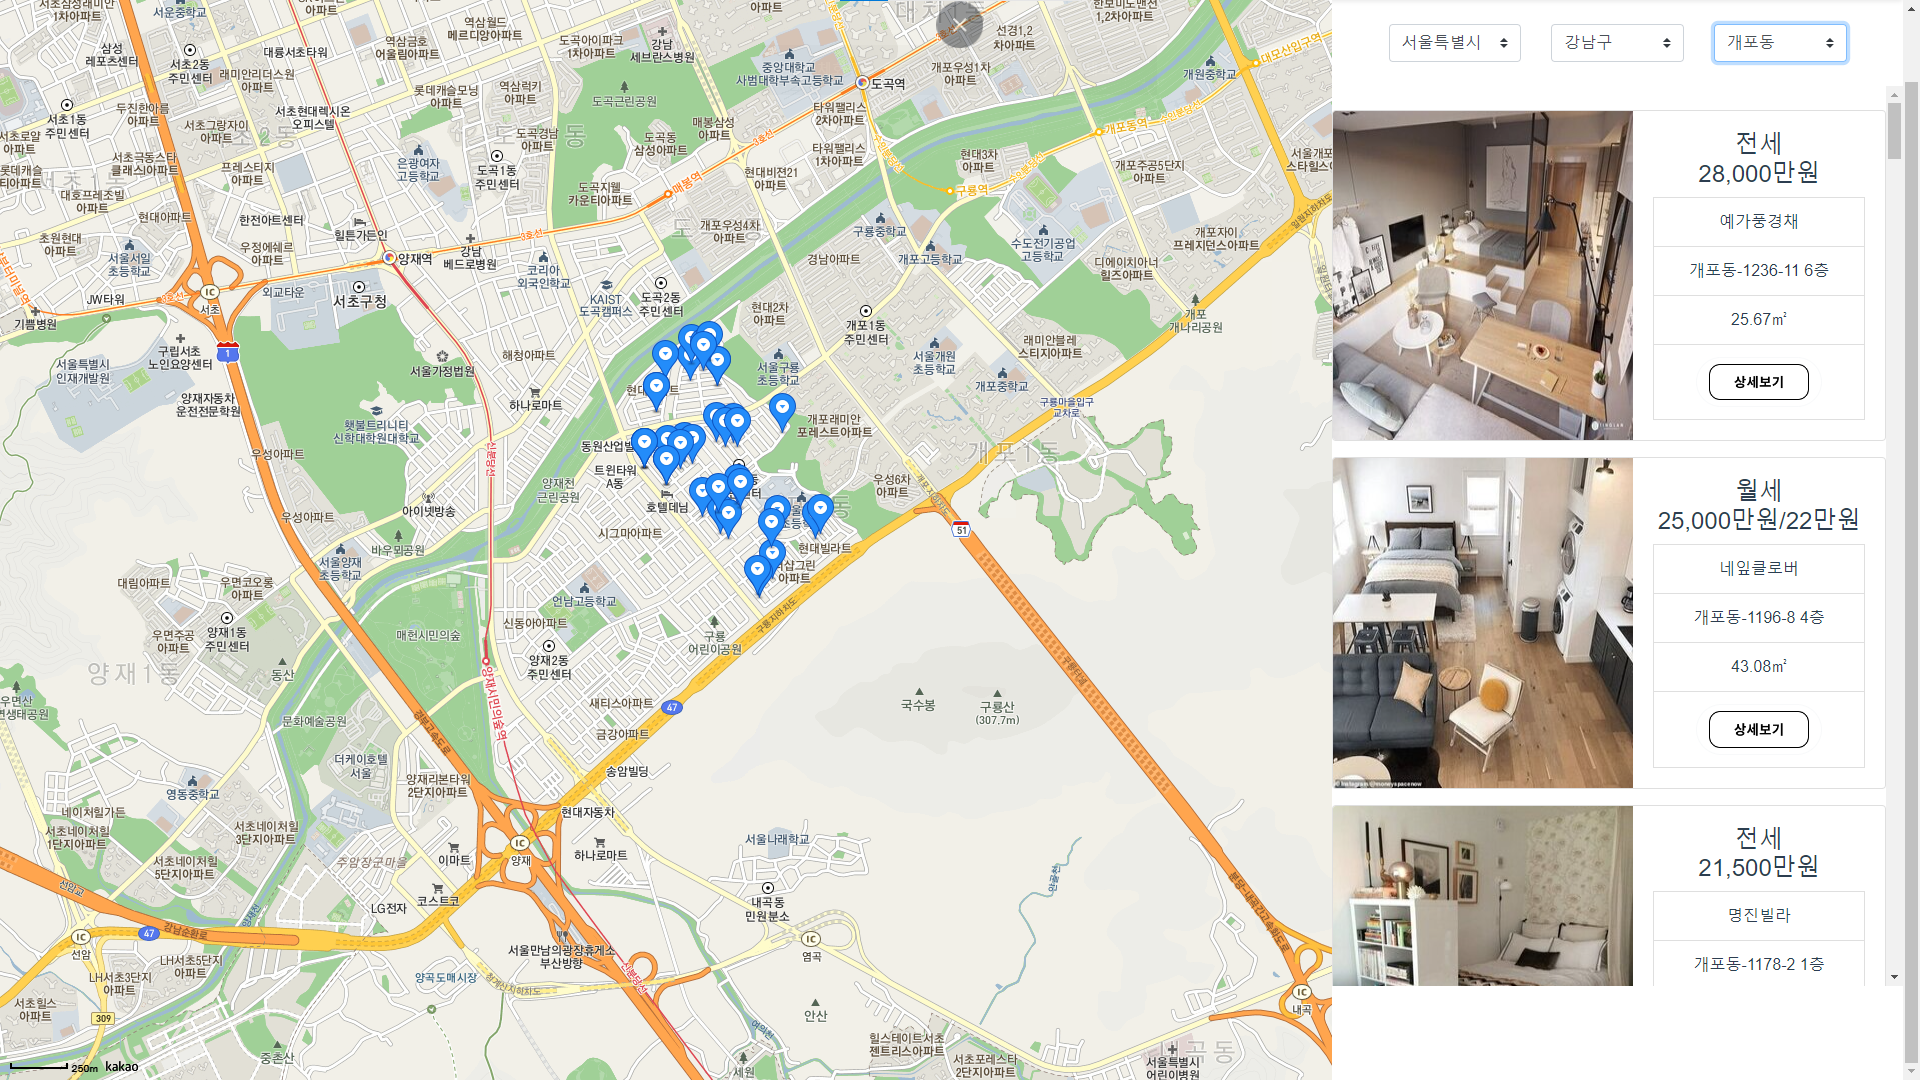 서울특별시
강남구
개포동
전세
28,000만원
예가풍경채
개포동-1236-11 6층
25.67㎡
상세보기
월세
25,000만원/22만원
네잎클로버
개포동-1196-8 4층
43.08㎡
상세보기
전세
21,500만원
명진빌라
개포동-1178-2 1층
삼성
레포츠센터
서초2동
주민센터
대륭서초타워
역삼금호
어울림아파트
역삼월드
메르디앙아파트
도곡아이파크
1차아파트
강남
세브란스병원
선경1,2
차아파트
한보미도맨션
1,2차아파트
중앙대학교
사범대학부속고등학교
도곡역
개포우성1차
아파트
개원중학교
대모산입구역
래미안리더스원
아파트
서초현대렉시온
오피스텔
롯데캐슬모닝
아파트
역삼럭키
아파트
도곡근린공원
타워팰리스
2차아파트
타워팰리스
1차아파트
매봉삼성
아파트
도곡동
삼성아파트
서초1동
주민센터
두진한아름
아파트
서초그랑자이
아파트
서초극동스타
클래스1아파트
프레스티지
아파트
은광여자
고등학교
도곡1동
주민센터
도곡경남
아파트
도곡지웰
카운티아파트
매봉역
3호선
현대비젼21
아파트
현대3차
아파트
개포동역
개포주공5단지
아파트
구룡역
대호프레조빌
아파트
현대아파트
한전아트센터
힐튼가든인
우정에쉐르
아파트
양재역
강남
베드로병원
코리아
외국인학교
개포우성4차
아파트
구룡중학교
개포고등학교
수도전기공업
고등학교
개포자이
프레지던스아파트
디에이치아너
힐즈아파트
경남아파트
초원현대
아파트
서울서일
초등학교
JW타워
기쁨병원
서초
외교타운
서초구청
KAIST
도곡캠퍼스
도곡2동
주민센터
현대2차
아파트
개포1동
주민센터
개포
개나리공원
래미안블레
스티지아파트
서울개원
초등학교
개포중학교
구룡마을입구
교차로
서울특별시
인재개발원
구립서초
노인요양센터
양재자동차
운전전문학원
서울가정법원
해청아파트
하나로마트
횃불트리니티
신학대학원대학교
우성아파트
서울구룡
초등학교
개포래미안
포레스트아파트
개포1동
동원산업빌
트윈타워
A동
양재천
근린공원
아이넷방송
호텔데님
우성6차
아파트
시그마아파트
현대빌라트
우성아파트
바우뫼공원
서울양재
초등학교
대림아파트
우면코오롱
아파트
양재1동
주민센터
우면주공
아파트
언남고등학교
신동아아파트
매헌시민의숲
양재2동
주민센터
구룡
어린이공원
구룡지하차도
양재시민의숲역
양재1동
동산
문화예술공원
새티스아파트
금강아파트
송암빌딩
국수봉
구룡산
(307.7m)
더케이호텔
서울
양재리본타워
2단지아파트
영동중학교
네이처힐가든
서초네이처힐
1단지아파트
서초네이처힐
3단지아파트
서초네이처힐
5단지아파트
주암장군마을
현대자동차
양재
이마트
하나로마트
코스트코
LG전자
서울나래학교
내곡동
민원분소
염곡
선암
LH서초5단지
아파트
LH서초3단지
아파트
서초힐스
아파트
서울만남의광장휴게소
부산방향
양곡도매시장
안산
힐스테이트서초
젠트리스아파트
서초포레스타
2단지아파트
서울특별시
어린이병원
내곡
중촌산
세원
47
51
1
47
309
250m
kakao